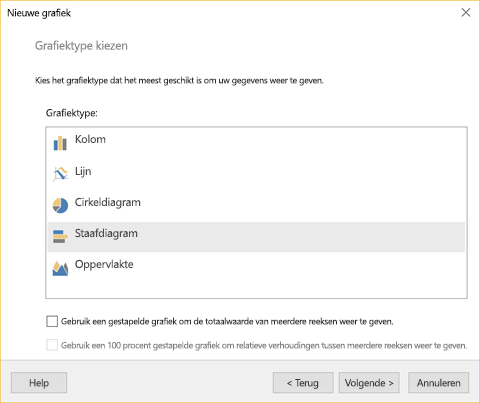 Nieuwe grafiek
Grafiektype kiezen
Kies het grafiektype dat het meest geschikt is om uw gegevens weer te geven.
Grafiektype:
Kolom
Lijn
Cirkeldiagram
Staafdiagram
Oppervlakte
Gebruik een gestapelde grafiek om de totaalwaarde van meerdere reeksen weer te geven.
Gebruik een 100 procent gestapelde grafiek om relatieve verhoudingen tussen meerdere reeksen weer te geven.
Help
< Terug
Volgende >
Annuleren